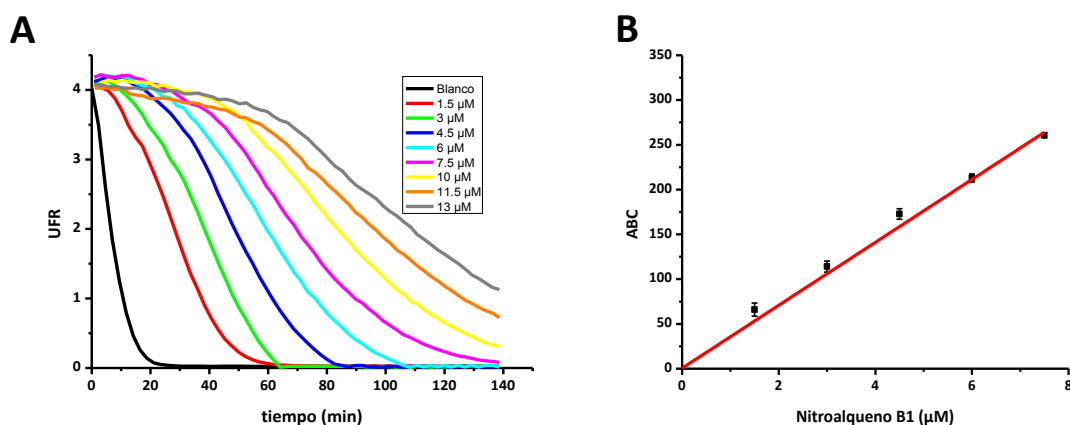 A
UFR
4
3
2
1
0
0 20 40 60 80 100 120 140
tiempo (min)
Blanco
1.5 µM
3 µM
4.5 µM
6 µM
7.5 µM
10 µM
11.5 µM
13 µM
B
ABC
350
300
250
200
150
100
50
0
0 2 4 6 8
Nitroalqueno B1 (µM)